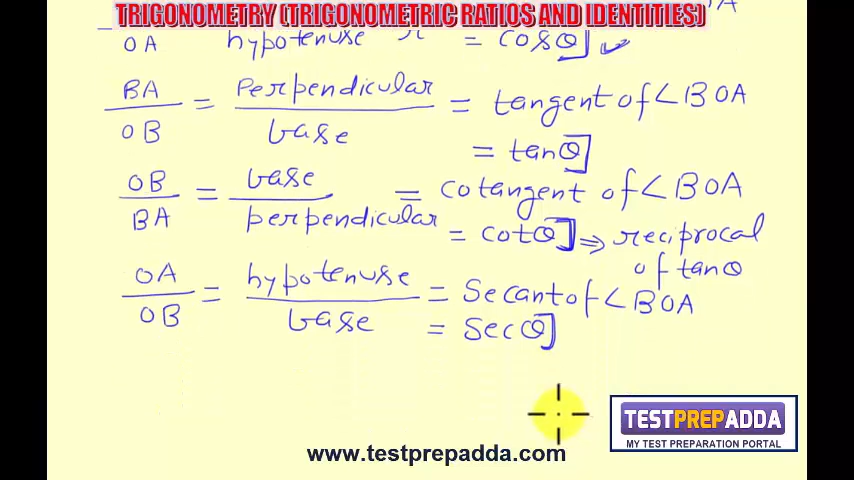 TRIGONOMETRY (TRIGONOMETRIC RATIOS AND IDENTITIES)
OA hypotenuse = cosθ
BA / OB = Perpendicular / base = tangent of ∠BOA
= tanθ
OB / BA = base / perpendicular = cotangent of ∠BOA
= cotθ ⇒ reciprocal
of tanθ
OA / OB = hypotenuse / base = Secant of ∠BOA
= Secθ
TESTPREPADDA
MY TEST PREPARATION PORTAL
www.testprepadda.com